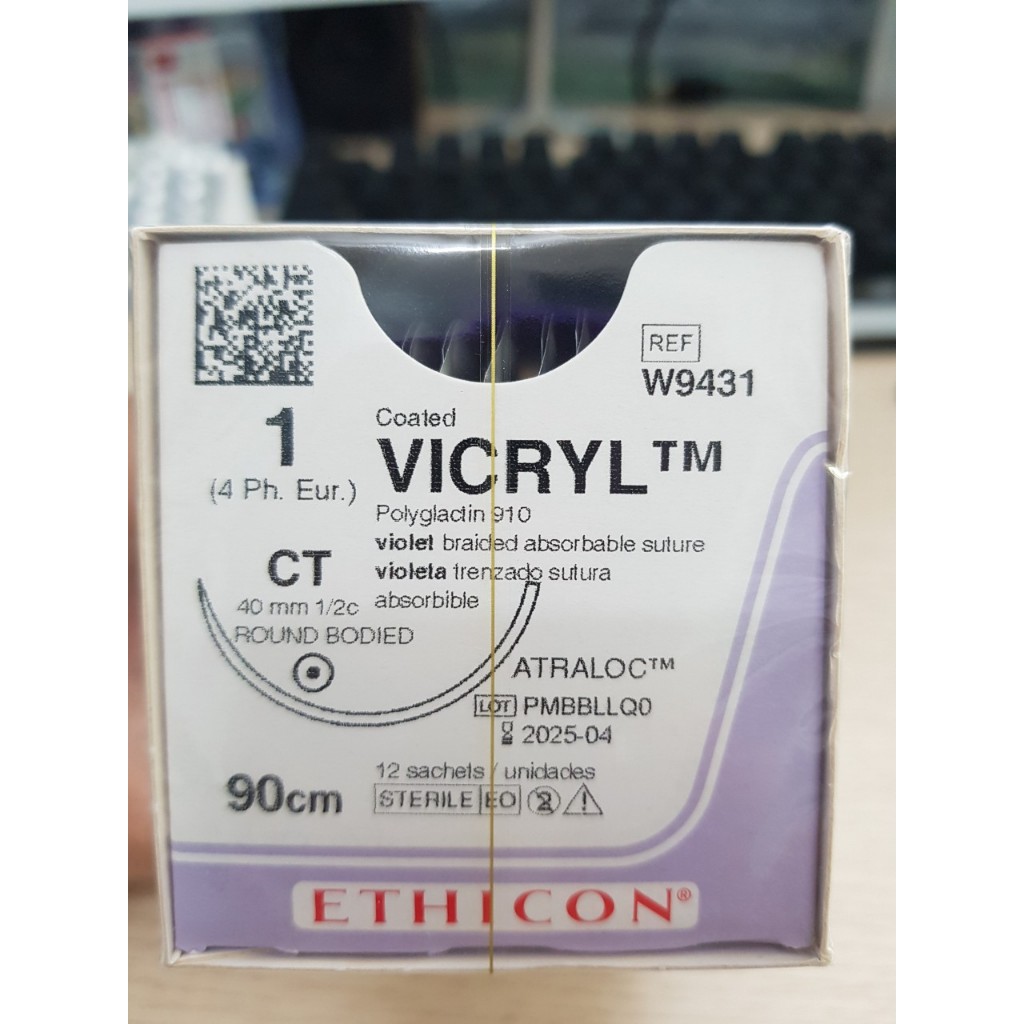 REF
W9431
1
(4 Ph. Eur.)
Coated
VICRYL™
Polyglactin 910
violet braided absorbable suture
violeta trenzado sutura
absorbible
CT
40 mm 1/2c
ROUND BODIED
ATRALOC™
LOT PMBBLLQ0
2025-04
90cm
12 sachets / unidades
STERILE EO 2
ETHICON®